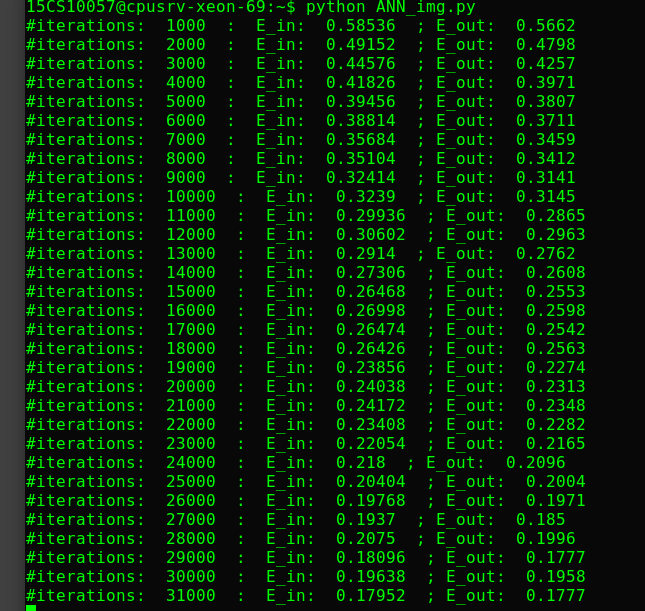 15CS10057@cpusrv-xeon-69:~$ python ANN_img.py
#iterations:  1000  :  E_in:  0.58536  ; E_out:  0.5662
#iterations:  2000  :  E_in:  0.49152  ; E_out:  0.4798
#iterations:  3000  :  E_in:  0.44576  ; E_out:  0.4257
#iterations:  4000  :  E_in:  0.41826  ; E_out:  0.3971
#iterations:  5000  :  E_in:  0.39456  ; E_out:  0.3807
#iterations:  6000  :  E_in:  0.38814  ; E_out:  0.3711
#iterations:  7000  :  E_in:  0.35684  ; E_out:  0.3459
#iterations:  8000  :  E_in:  0.35104  ; E_out:  0.3412
#iterations:  9000  :  E_in:  0.32414  ; E_out:  0.3141
#iterations:  10000  :  E_in:  0.3239  ; E_out:  0.3145
#iterations:  11000  :  E_in:  0.29936  ; E_out:  0.2865
#iterations:  12000  :  E_in:  0.30602  ; E_out:  0.2963
#iterations:  13000  :  E_in:  0.2914  ; E_out:  0.2762
#iterations:  14000  :  E_in:  0.27306  ; E_out:  0.2608
#iterations:  15000  :  E_in:  0.26468  ; E_out:  0.2553
#iterations:  16000  :  E_in:  0.26998  ; E_out:  0.2598
#iterations:  17000  :  E_in:  0.26474  ; E_out:  0.2542
#iterations:  18000  :  E_in:  0.26426  ; E_out:  0.2563
#iterations:  19000  :  E_in:  0.23856  ; E_out:  0.2274
#iterations:  20000  :  E_in:  0.24038  ; E_out:  0.2313
#iterations:  21000  :  E_in:  0.24172  ; E_out:  0.2348
#iterations:  22000  :  E_in:  0.23408  ; E_out:  0.2282
#iterations:  23000  :  E_in:  0.22054  ; E_out:  0.2165
#iterations:  24000  :  E_in:  0.218  ; E_out:  0.2096
#iterations:  25000  :  E_in:  0.20404  ; E_out:  0.2004
#iterations:  26000  :  E_in:  0.19768  ; E_out:  0.1971
#iterations:  27000  :  E_in:  0.1937  ; E_out:  0.185
#iterations:  28000  :  E_in:  0.2075  ; E_out:  0.1996
#iterations:  29000  :  E_in:  0.18096  ; E_out:  0.1777
#iterations:  30000  :  E_in:  0.19638  ; E_out:  0.1958
#iterations:  31000  :  E_in:  0.17952  ; E_out:  0.1777